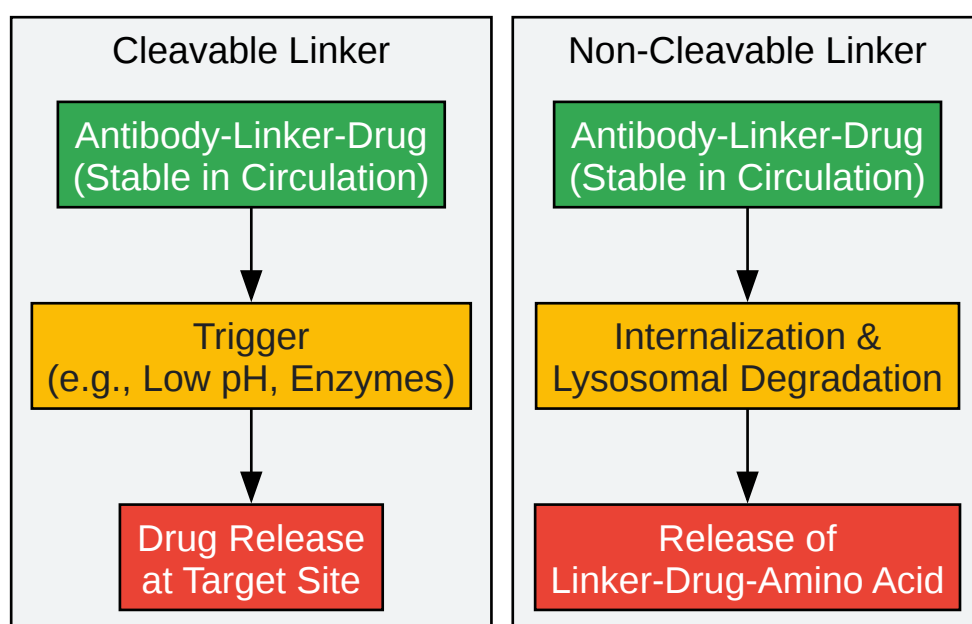 Cleavable Linker
Antibody-Linker-Drug
(Stable in Circulation)
Trigger
(e.g., Low pH, Enzymes)
Drug Release
at Target Site
Non-Cleavable Linker
Antibody-Linker-Drug
(Stable in Circulation)
Internalization &
Lysosomal Degradation
Release of
Linker-Drug-Amino Acid